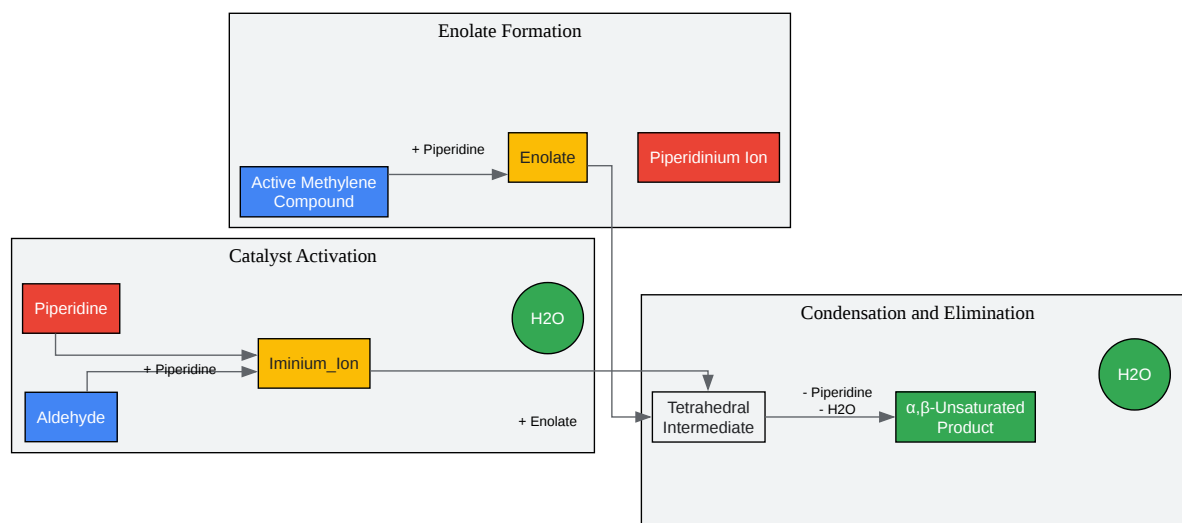 Enolate Formation
+ Piperidine
Enolate
Piperidinium Ion
Active Methylene
Compound
Catalyst Activation
Piperidine
H2O
+ Piperidine
Iminium_Ion
Aldehyde
+ Enolate
Condensation and Elimination
H2O
- Piperidine
- H2O
Tetrahedral
Intermediate
α,β-Unsaturated
Product